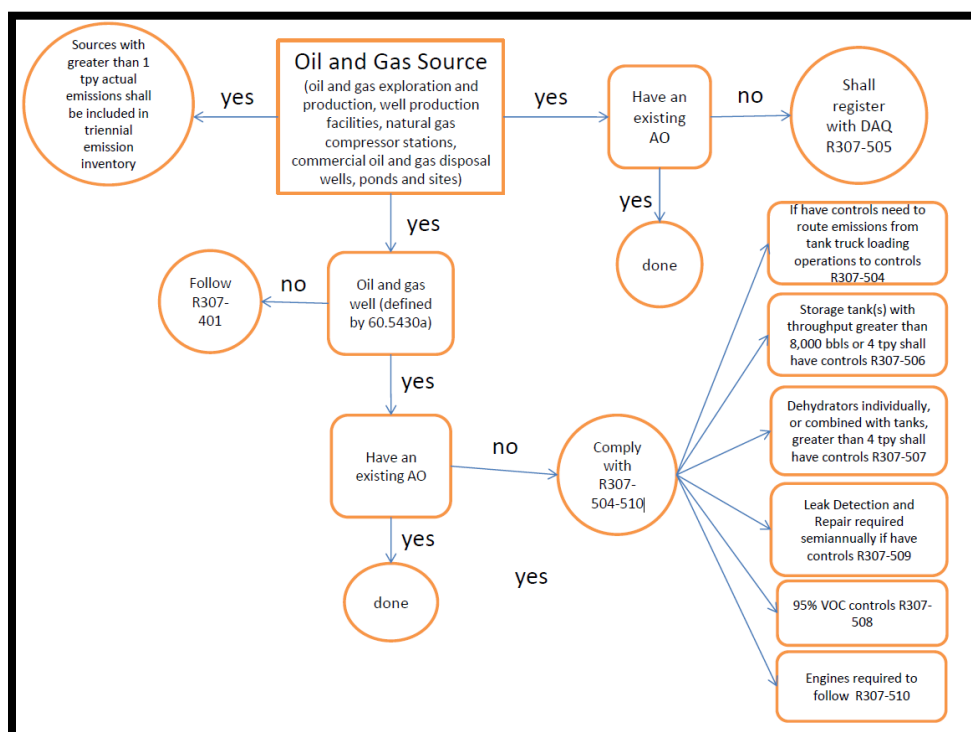 Sources with
greater than 1
tpy actual
emissions shall
be included in
triennial
emission
inventory
yes
Oil and Gas Source
(oil and gas exploration and
production, well production
facilities, natural gas
compressor stations,
commercial oil and gas disposal
wells, ponds and sites)
yes
Have an
existing
AO
no
Shall
register
with DAQ
R307-505
yes
done
yes
Oil and gas
well (defined
by 60.5430a)
no
Follow
R307-
401
yes
Have an
existing AO
no
Comply
with
R307-
504-510
yes
done
yes
If have controls need to
route emissions from
tank truck loading
operations to controls
R307-504
Storage tank(s) with
throughput greater than
8,000 bbls or 4 tpy shall
have controls R307-506
Dehydrators individually,
or combined with tanks,
greater than 4 tpy shall
have controls R307-507
Leak Detection and
Repair required
semiannually if have
controls R307-509
95% VOC controls R307-
508
Engines required to
follow R307-510